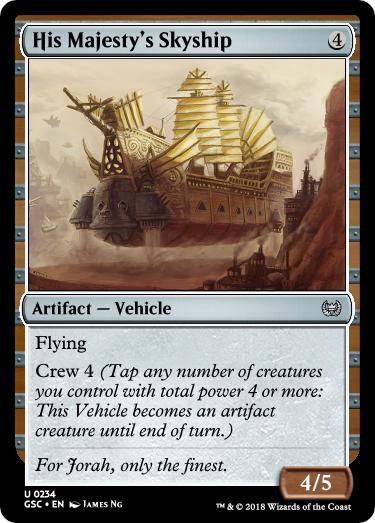 His Majesty's Skyship 4
Artifact — Vehicle
Flying
Crew 4 (Tap any number of creatures
you control with total power 4 or more:
This Vehicle becomes an artifact
creature until end of turn.)
For Jorah, only the finest.
4/5
U 0234
GSC • EN James Ng
™ & © 2018 Wizards of the Coast